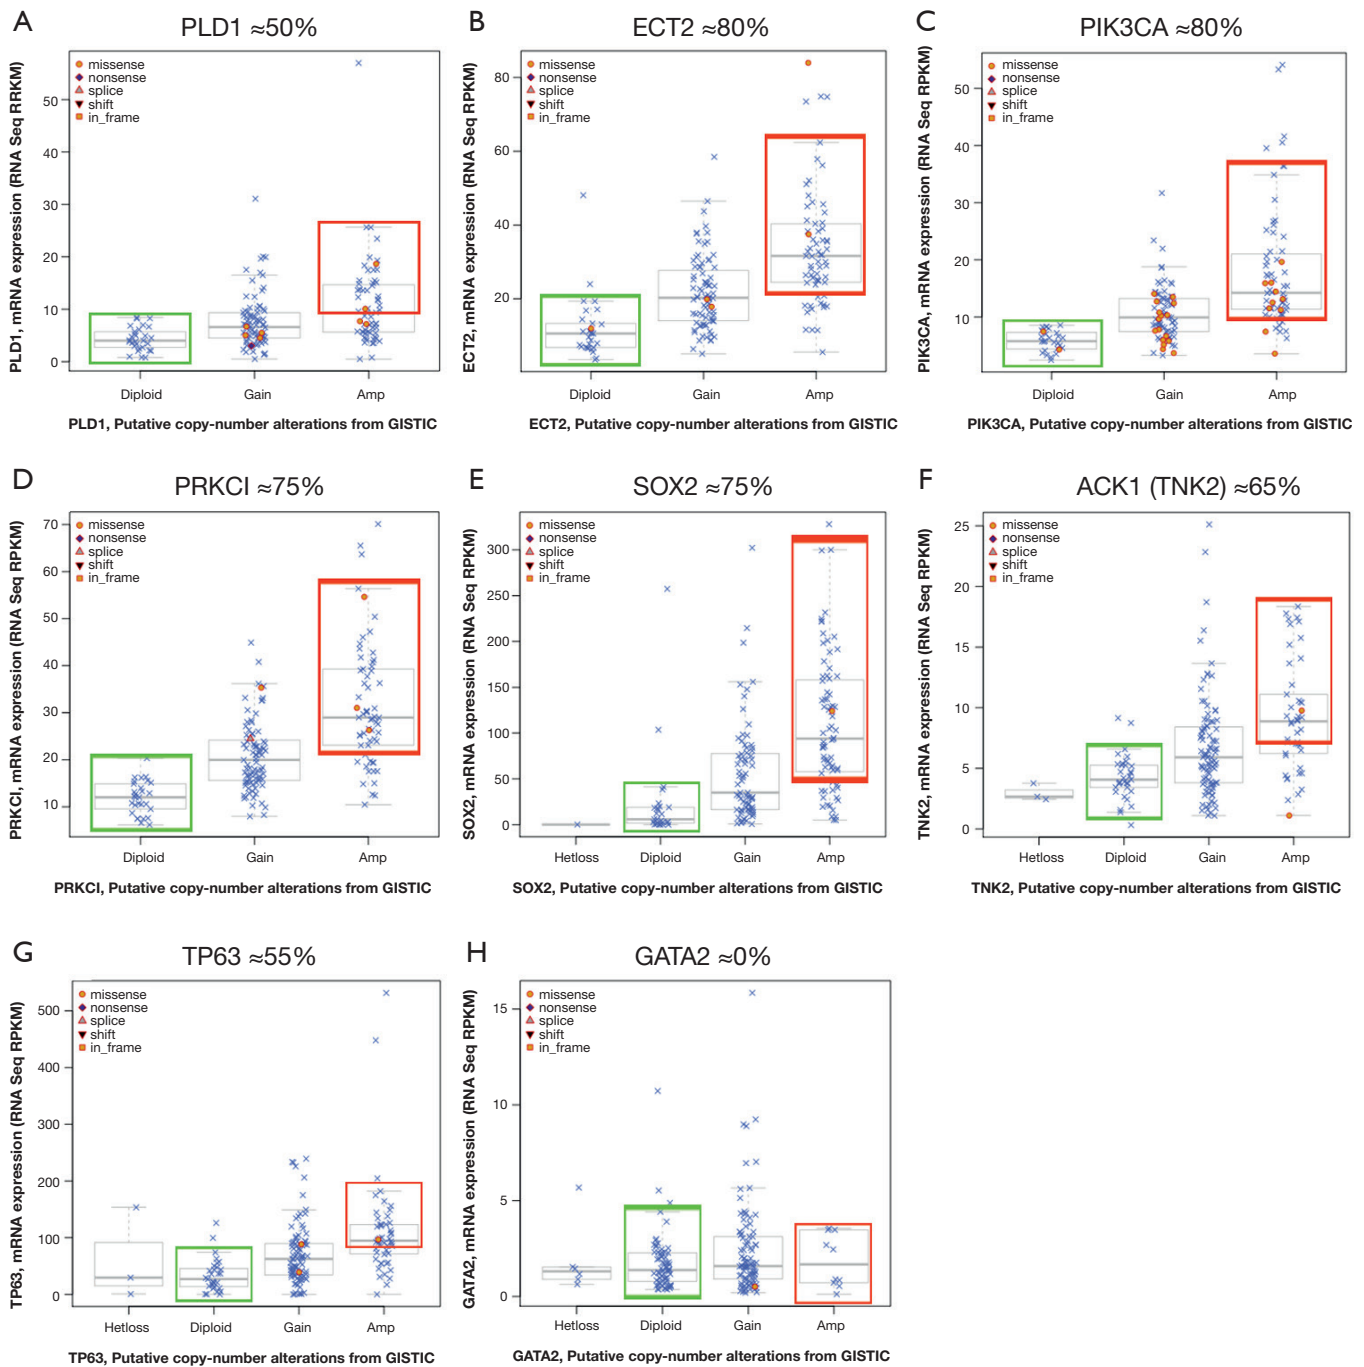 A
PLD1 ≈50%
missense
nonsense
splice
shift
in_frame
PLD1, mRNA expression (RNA Seq RRKM)
50
40
30
20
10
0
Diploid
Gain
Amp
PLD1, Putative copy-number alterations from GISTIC
B
ECT2 ≈80%
missense
nonsense
splice
shift
in_frame
ECT2, mRNA expression (RNA Seq RPKM)
80
60
40
20
Diploid
Gain
Amp
ECT2, Putative copy-number alterations from GISTIC
C
PIK3CA ≈80%
missense
nonsense
splice
shift
in_frame
PIK3CA, mRNA expression (RNA Seq RPKM)
50
40
30
20
10
Diploid
Gain
Amp
PIK3CA, Putative copy-number alterations from GISTIC
D
PRKCI ≈75%
missense
nonsense
splice
shift
in_frame
PRKCI, mRNA expression (RNA Seq RPKM)
70
60
50
40
30
20
10
Diploid
Gain
Amp
PRKCI, Putative copy-number alterations from GISTIC
E
SOX2 ≈75%
missense
nonsense
splice
shift
in_frame
SOX2, mRNA expression (RNA Seq RPKM)
300
250
200
150
100
50
0
Hetloss
Diploid
Gain
Amp
SOX2, Putative copy-number alterations from GISTIC
F
ACK1 (TNK2) ≈65%
missense
nonsense
splice
shift
in_frame
TNK2, mRNA expression (RNA Seq RPKM)
25
20
15
10
5
0
Hetloss
Diploid
Gain
Amp
TNK2, Putative copy-number alterations from GISTIC
G
TP63 ≈55%
missense
nonsense
splice
shift
in_frame
TP63, mRNA expression (RNA Seq RPKM)
500
400
300
200
100
0
Hetloss
Diploid
Gain
Amp
TP63, Putative copy-number alterations from GISTIC
H
GATA2 ≈0%
missense
nonsense
splice
shift
in_frame
GATA2, mRNA expression (RNA Seq RPKM)
15
10
5
0
Hetloss
Diploid
Gain
Amp
GATA2, Putative copy-number alterations from GISTIC